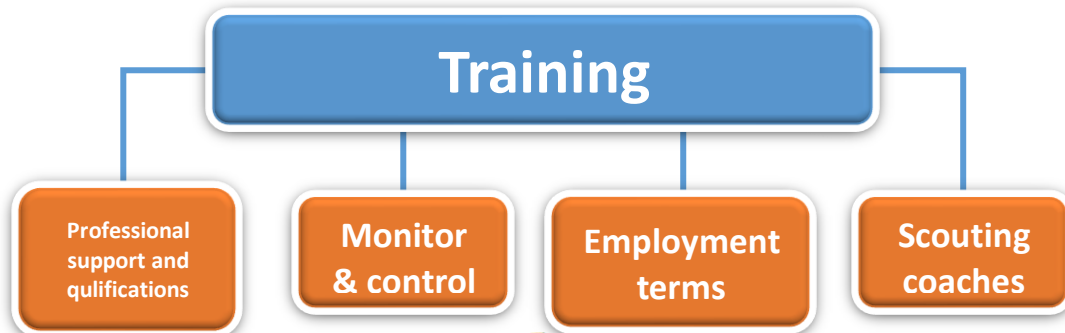 Training
Professional
support and
qulifications
Monitor
& control
Employment
terms
Scouting
coaches